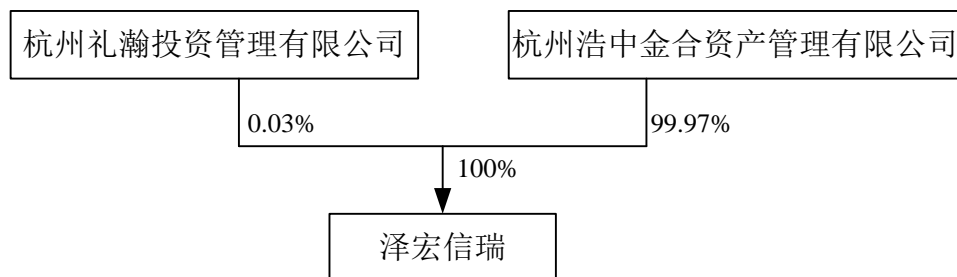 杭州礼瀚投资管理有限公司
杭州浩中金合资产管理有限公司
0.03%
99.97%
100%
泽宏信瑞